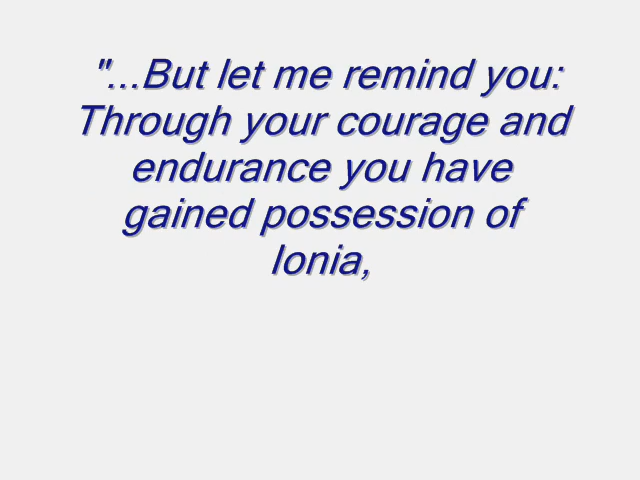 "...But let me remind you:
Through your courage and
endurance you have
gained possession of
Ionia,